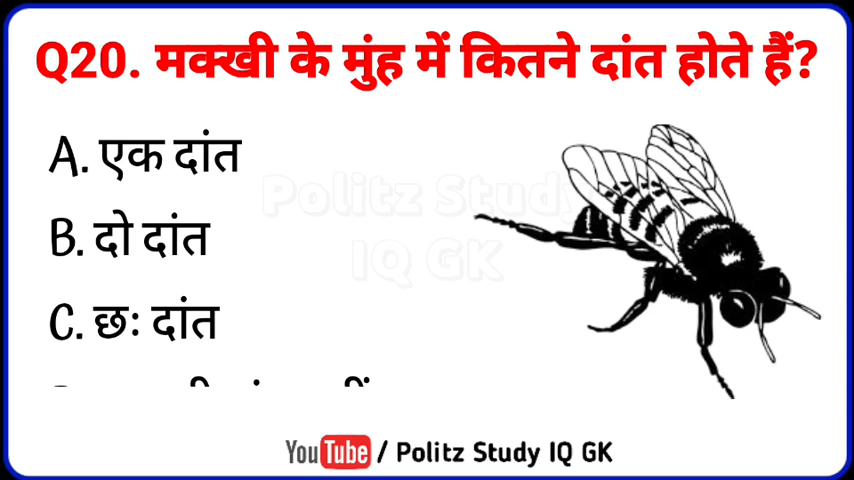 Q20. मक्खी के मुंह में कितने दांत होते हैं?
A. एक दांत
B. दो दांत
C. छः दांत
Politz Study
IQ GK
YouTube / Politz Study IQ GK